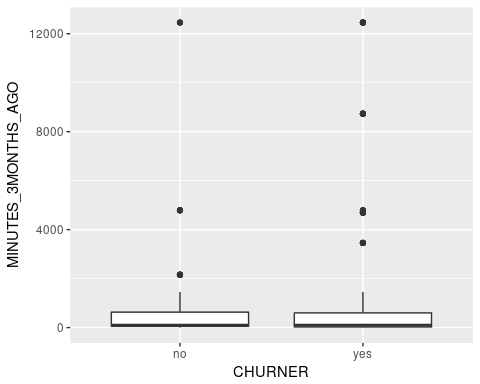 12000
8000
4000
0
MINUTES_3MONTHS_AGO
no yes
CHURNER